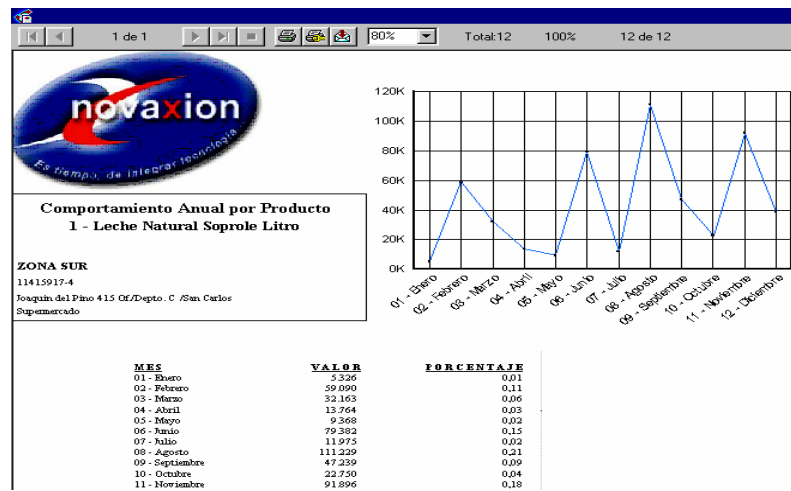 1 de 1 80% Total:12 100% 12 de 12
novaxion
Es tiempo, de integrar tecnología
Comportamiento Anual por Producto
1 - Leche Natural Soprole Litro
ZONA SUR
11415917-4
Joaquin del Pino 415 Of./Depto. C /San Carlos
Supermercado
120K
100K
80K
60K
40K
20K
0K
01 - Enero
02 - Febrero
03 - Marzo
04 - Abril
05 - Mayo
06 - Junio
07 - Julio
08 - Agosto
09 - Septiembre
10 - Octubre
11 - Noviembre
12 - Diciembre
MES VALOR PORCENTAJE
01 - Enero 5.326 0,01
02 - Febrero 59.090 0,11
03 - Marzo 32.163 0,06
04 - Abril 13.764 0,03
05 - Mayo 9.368 0,02
06 - Junio 79.382 0,15
07 - Julio 11.975 0,02
08 - Agosto 111.229 0,21
09 - Septiembre 47.239 0,09
10 - Octubre 22.750 0,04
11 - Noviembre 91.896 0,18